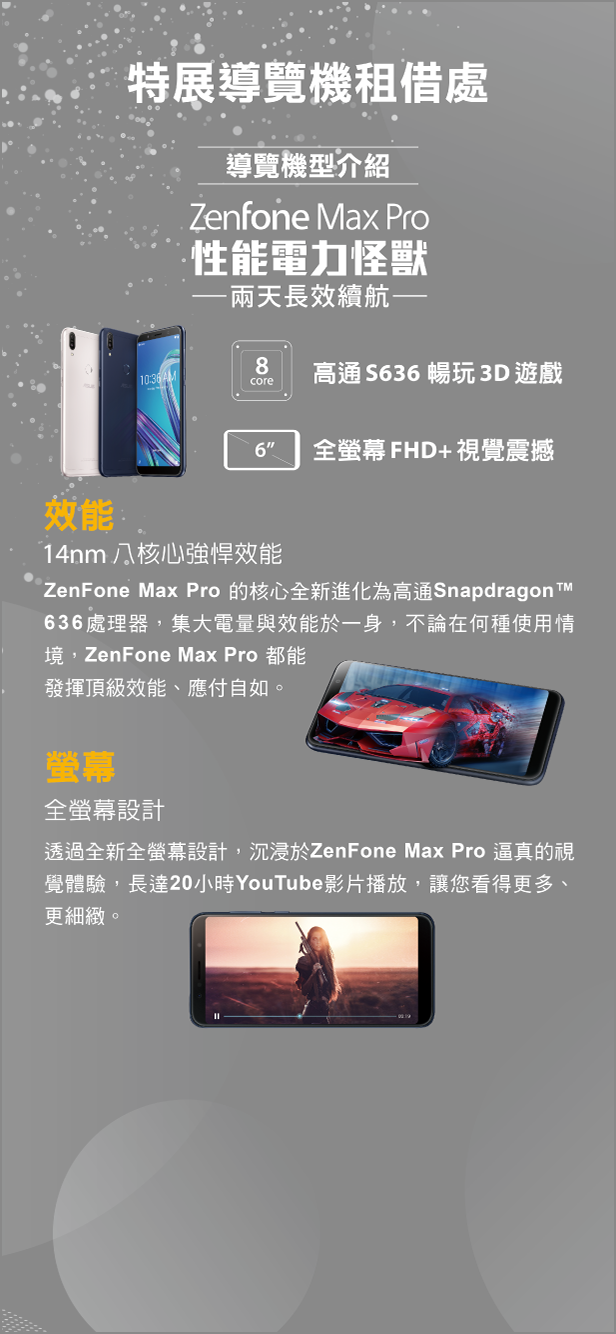 特展導覽機租借處
導覽機型介紹
Zenfone Max Pro
性能電力怪獸
兩天長效續航
10:36 AM
8
core
高通 S636 暢玩 3D 遊戲
6”
全螢幕 FHD+ 視覺震撼
效能
14nm 八核心強悍效能
ZenFone Max Pro 的核心全新進化為高通Snapdragon™
636處理器，集大電量與效能於一身，不論在何種使用情
境，ZenFone Max Pro 都能
發揮頂級效能、應付自如。
螢幕
全螢幕設計
透過全新全螢幕設計，沉浸於ZenFone Max Pro 逼真的視
覺體驗，長達20小時YouTube影片播放，讓您看得更多、
更細緻。